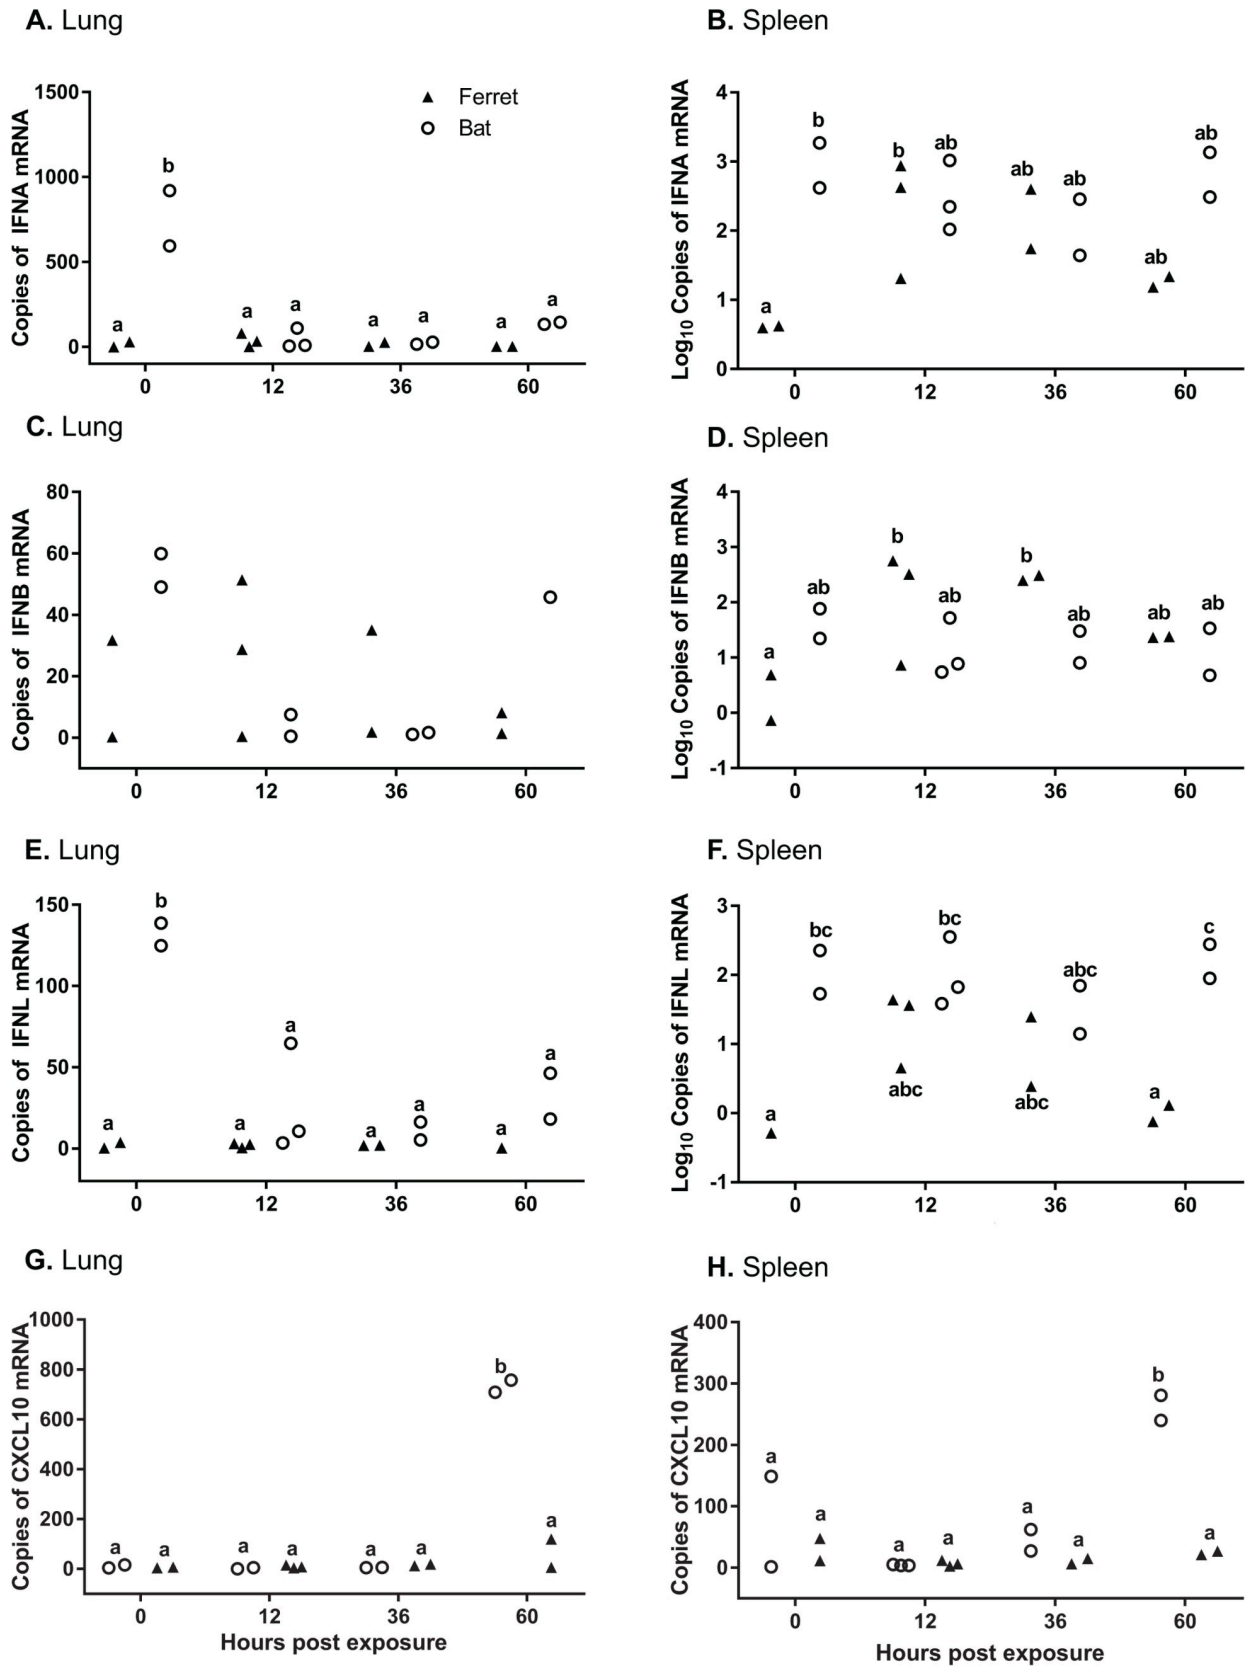 A. Lung
Copies of IFNA mRNA
1500
1000
500
0
Ferret
Bat
a
b
a
a
a
a
a
a
0
12
36
60
B. Spleen
Log10 Copies of IFNA mRNA
4
3
2
1
0
a
b
b
ab
ab
ab
ab
ab
0
12
36
60
C. Lung
Copies of IFNB mRNA
80
60
40
20
0
0
12
36
60
D. Spleen
Log10 Copies of IFNB mRNA
4
3
2
1
0
-1
a
ab
b
ab
b
ab
ab
ab
0
12
36
60
E. Lung
Copies of IFNL mRNA
150
100
50
0
a
b
a
a
a
a
a
a
0
12
36
60
F. Spleen
Log10 Copies of IFNL mRNA
3
2
1
0
-1
a
bc
abc
bc
abc
abc
a
c
0
12
36
60
G. Lung
Copies of CXCL10 mRNA
1000
800
600
400
200
0
a
a
a
a
a
a
b
a
0
12
36
60
Hours post exposure
H. Spleen
Copies of CXCL10 mRNA
400
300
200
100
0
a
a
a
a
a
a
b
a
0
12
36
60
Hours post exposure